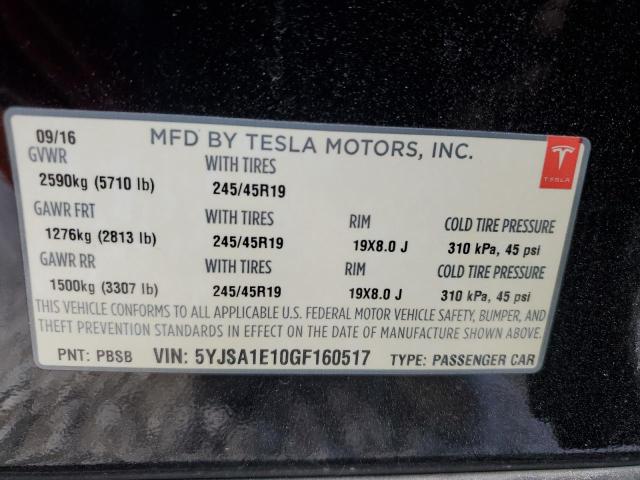 09/16 MFD BY TESLA MOTORS, INC.
TESLA
GVWR WITH TIRES
2590kg (5710 lb) 245/45R19
GAWR FRT WITH TIRES RIM COLD TIRE PRESSURE
1276kg (2813 lb) 245/45R19 19X8.0 J 310 kPa, 45 psi
GAWR RR WITH TIRES RIM COLD TIRE PRESSURE
1500kg (3307 lb) 245/45R19 19X8.0 J 310 kPa, 45 psi
THIS VEHICLE CONFORMS TO ALL APPLICABLE U.S. FEDERAL MOTOR VEHICLE SAFETY, BUMPER, AND
THEFT PREVENTION STANDARDS IN EFFECT ON THE DATE OF MANUFACTURE SHOWN ABOVE.
PNT: PBSB VIN: 5YJSA1E10GF160517 TYPE: PASSENGER CAR